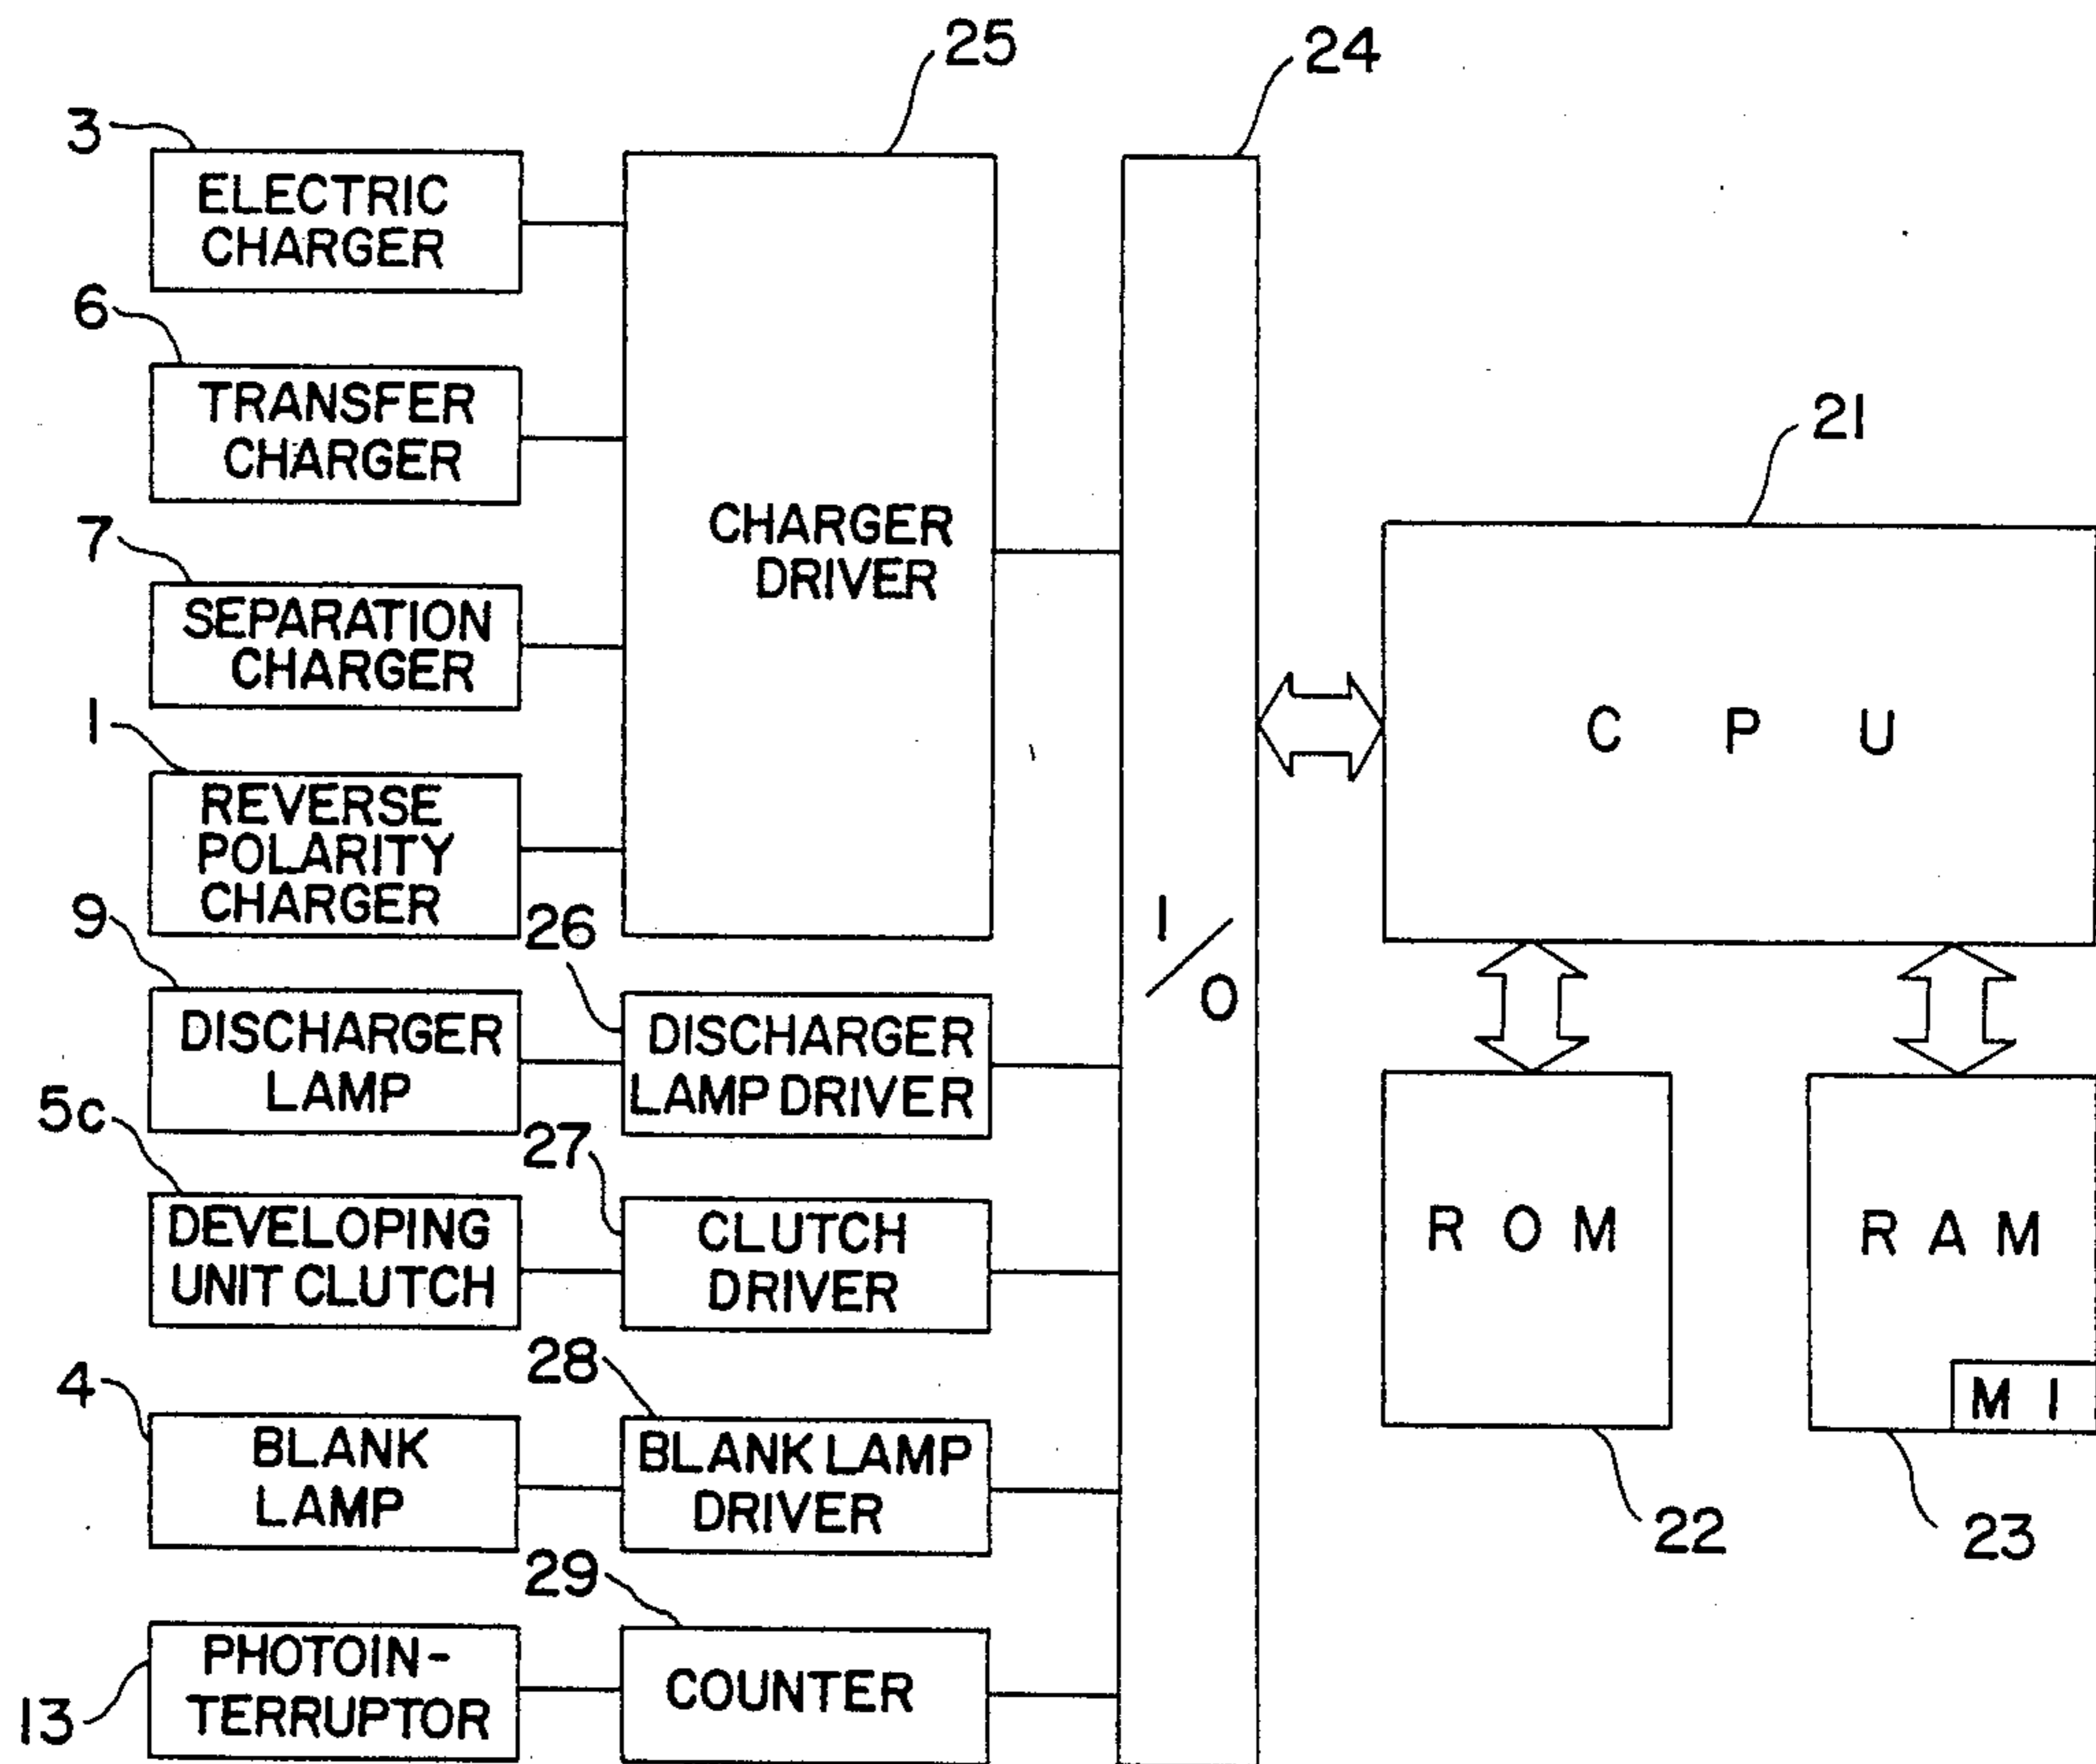 25
24
3
ELECTRIC
CHARGER
6
TRANSFER
CHARGER
7
SEPARATION
CHARGER
1
REVERSE
POLARITY
CHARGER
CHARGER
DRIVER
21
C P U
I/O
9
DISCHARGER
LAMP
26
DISCHARGER
LAMP DRIVER
5c
DEVELOPING
UNIT CLUTCH
27
CLUTCH
DRIVER
R O M
R A M
M 1
22
23
4
BLANK
LAMP
28
BLANK LAMP
DRIVER
13
PHOTOIN-
TERRUPTOR
29
COUNTER